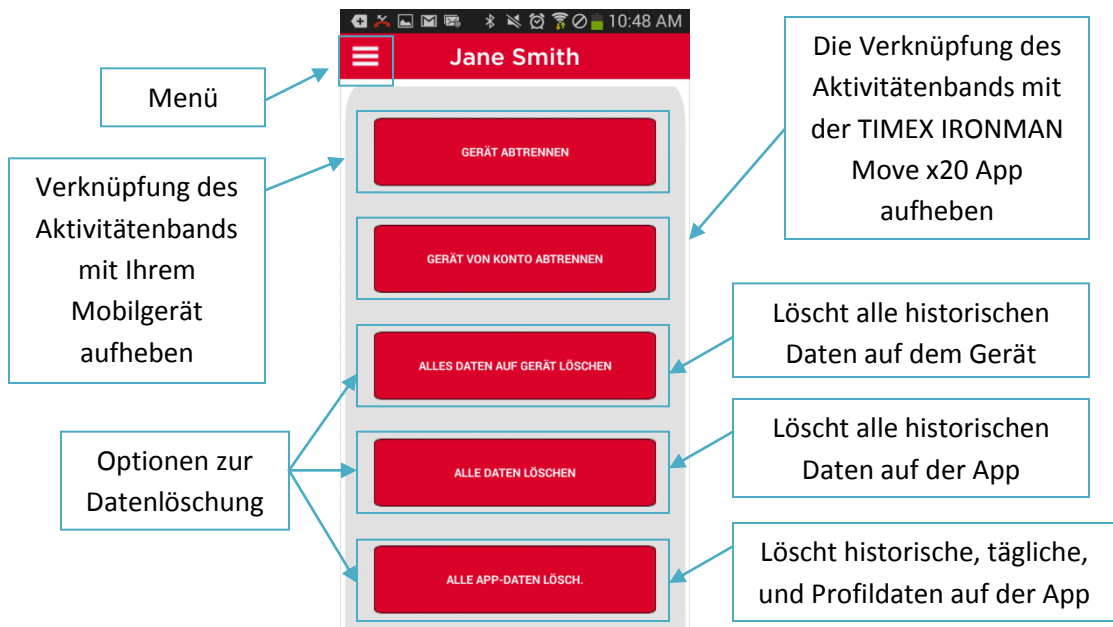 10:48 AM
Jane Smith
Menü
Die Verknüpfung des
Aktivitätenbands mit
der TIMEX IRONMAN
Move x20 App
aufheben
GERÄT ABTRENNEN
Verknüpfung des
Aktivitätenbands
mit Ihrem
Mobilgerät
aufheben
GERÄT VON KONTO ABTRENNEN
Löscht alle historischen
Daten auf dem Gerät
ALLES DATEN AUF GERÄT LÖSCHEN
Optionen zur
Datenlöschung
Löscht alle historischen
Daten auf der App
ALLE DATEN LÖSCHEN
Löscht historische, tägliche,
und Profildaten auf der App
ALLE APP-DATEN LÖSCH.